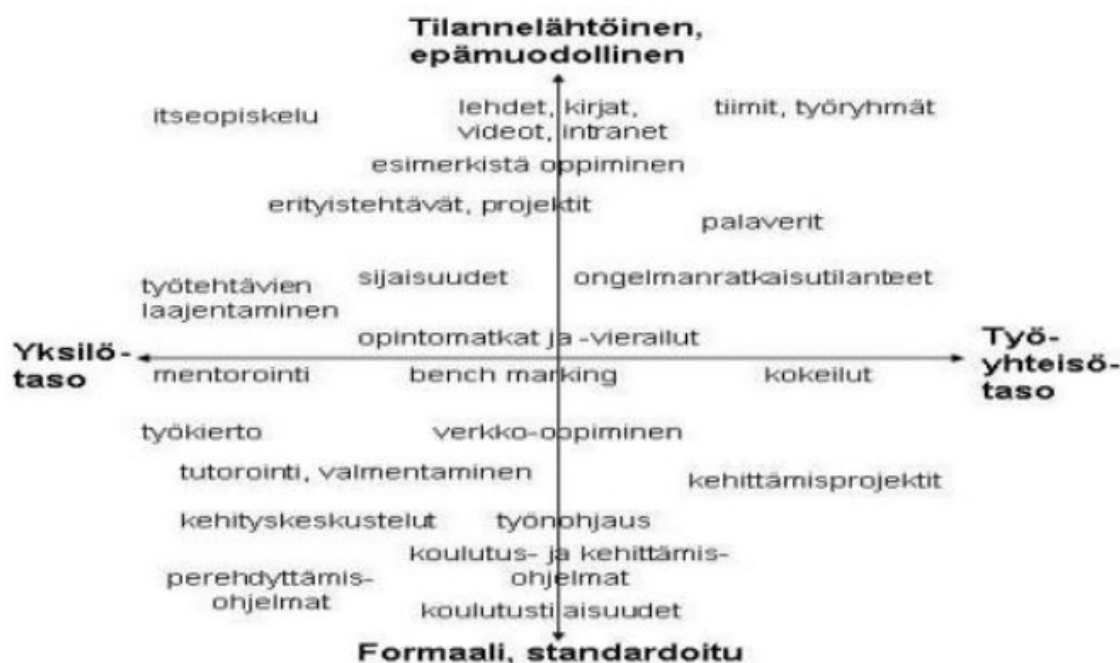 Tilannelähtöinen,
epämuodollinen
itseopiskelu
lehdet, kirjat,
videot, intranet
tiimit, työryhmät
esimerkistä oppiminen
erityistehtävät, projektit
palaverit
työtehtävien
laajentaminen
sijaisuudet
ongelmanratkaisutilanteet
opintomatkat ja -vierailut
Yksilö-
taso
Työ-
yhteisö-
taso
mentorointi
bench marking
kokeilut
työkierto
verkko-oppiminen
tutorointi, valmentaminen
kehittämisprojektit
kehityskeskustelut
työnohjaus
koulutus- ja kehittämis-
ohjelmat
perehdyttämis-
ohjelmat
koulutustilaisuudet
Formaali, standardoitu